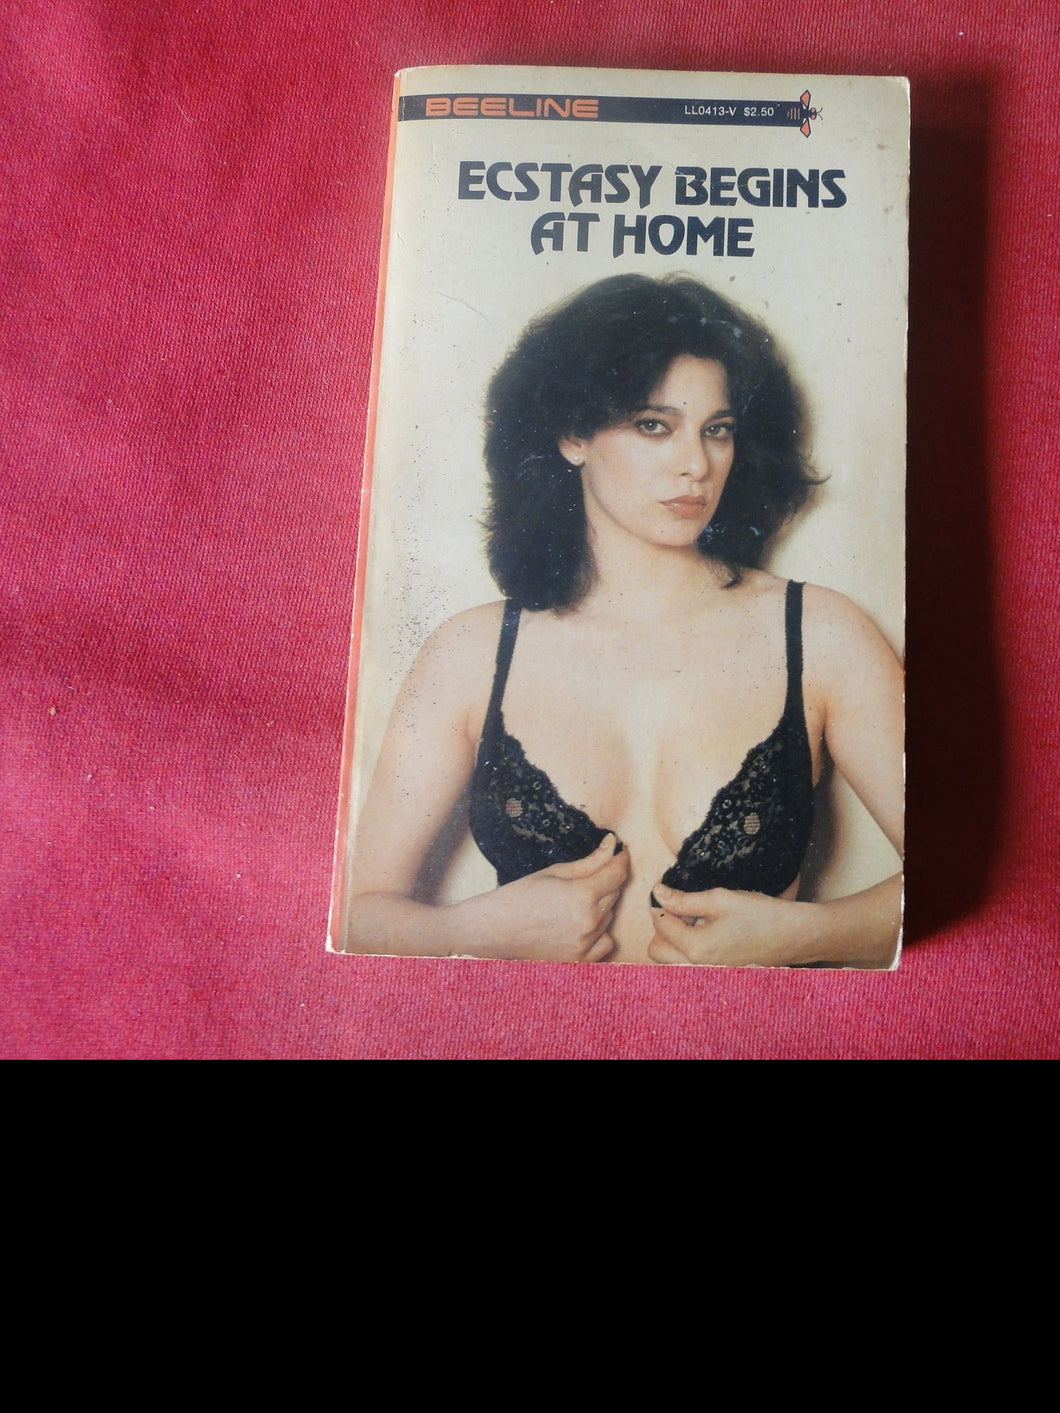 BEELINE LL0413-V $2.50
ECSTASY BEGINS
AT HOME